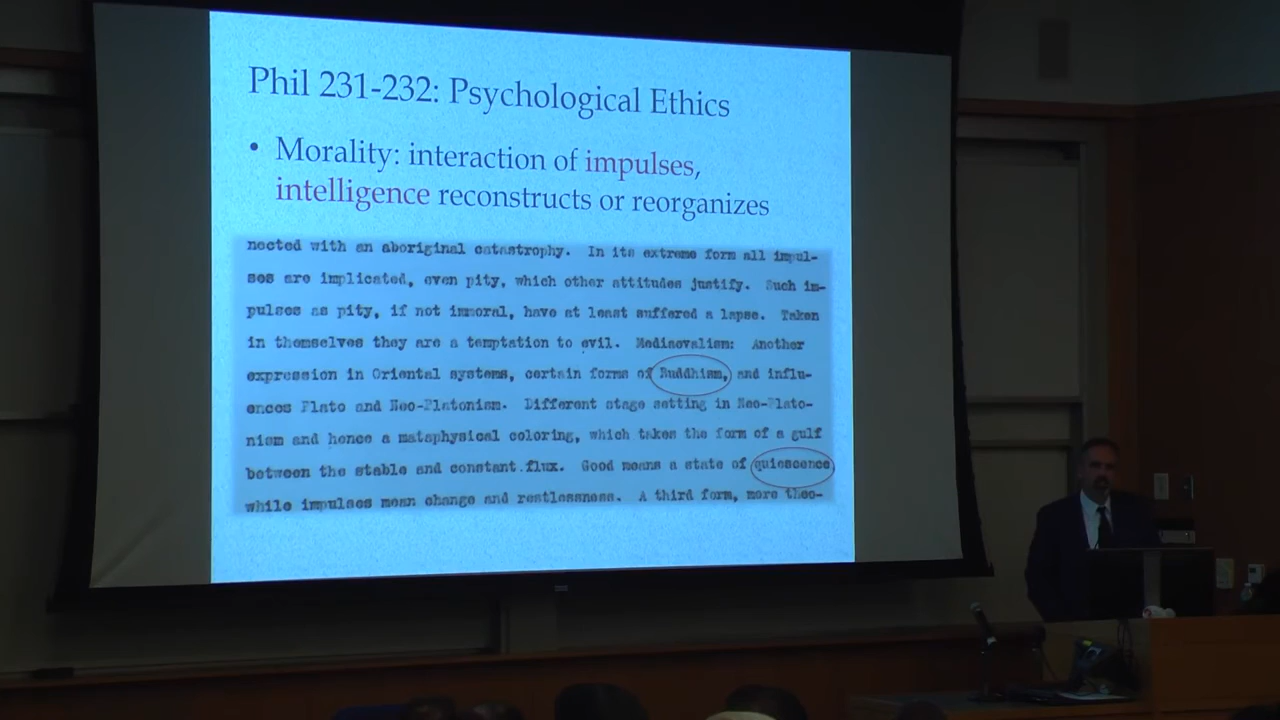 Phil 231-232: Psychological Ethics
• Morality: interaction of impulses,
intelligence reconstructs or reorganizes
nected with an aboriginal catastrophy. In its extreme form all impul-
ses are implicated, even pity, which other attitudes justify. Such im-
pulses as pity, if not immoral, have at least suffered a lapse. Taken
in themselves they are a temptation to evil. Mediaevalism: Another
expression in Oriental systems, certain forms of Buddhism, and influ-
ences Plato and Neo-Platonism. Different stage setting in Neo-Plato-
nism and hence a mataphysical coloring, which takes the form of a gulf
between the stable and constant flux. Good means a state of quiescence
while impulses mean change and restlessness. A third form, more theo-